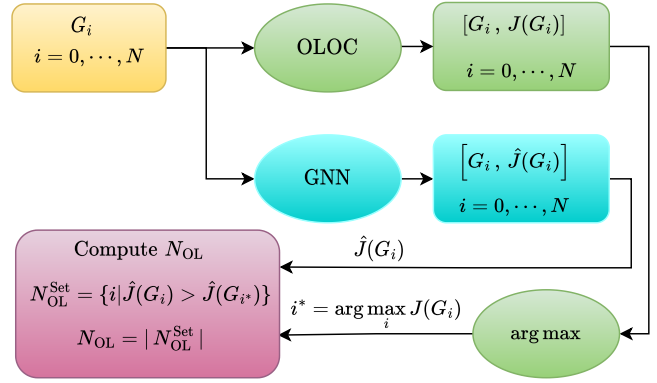 G_i
i = 0, ⋯, N
OLOC
[G_i , J(G_i)]
i = 0, ⋯, N
GNN
[G_i , Ĵ(G_i)]
i = 0, ⋯, N
Ĵ(G_i)
Compute N_OL
N_OL^Set = {i|Ĵ(G_i) > Ĵ(G_{i*})}
N_OL = | N_OL^Set |
i* = arg max_i J(G_i)
arg max